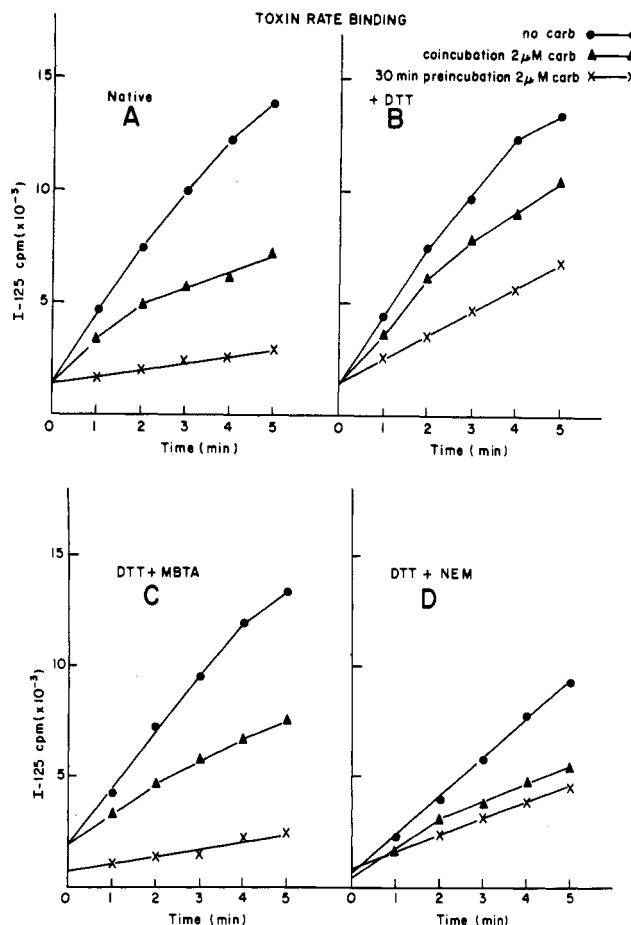 TOXIN RATE BINDING
no carb
coincubation 2μM carb
30 min preincubation 2μM carb
Native
A
+ DTT
B
I-125 cpm (x10⁻³)
15
10
5
0 1 2 3 4 5
Time (min)
0 1 2 3 4 5
Time (min)
DTT + MBTA
C
DTT + NEM
D
I-125 cpm (x10⁻³)
15
10
5
0 1 2 3 4 5
Time (min)
0 1 2 3 4 5
Time (min)